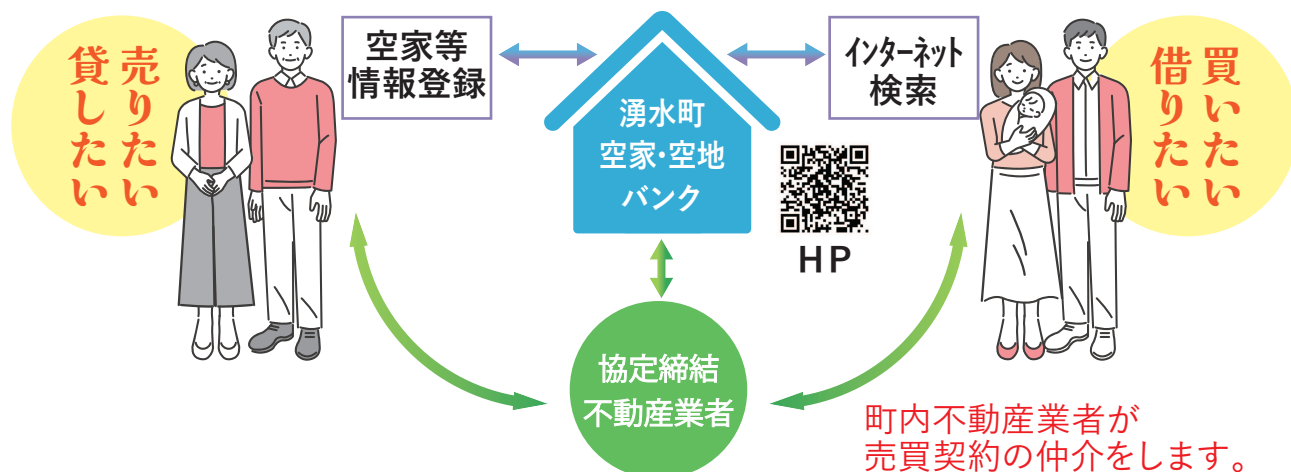 売りたい
貸したい
空家等
情報登録
湧水町
空家・空地
バンク
インターネット
検索
買いたい
借りたい
HP
協定締結
不動産業者
町内不動産業者が
売買契約の仲介をします。